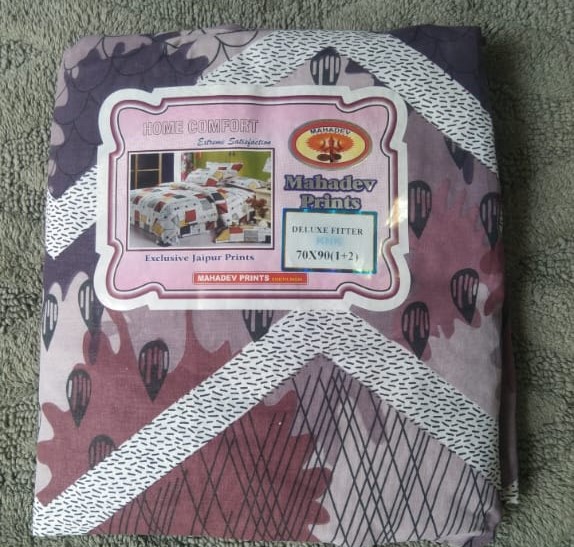 HOME COMFORT
Extreme Satisfaction
MAHADEV
Mahadev
Prints
DELUXE FITTER
70X90(1+2)
Exclusive Jaipur Prints
MAHADEV PRINTS